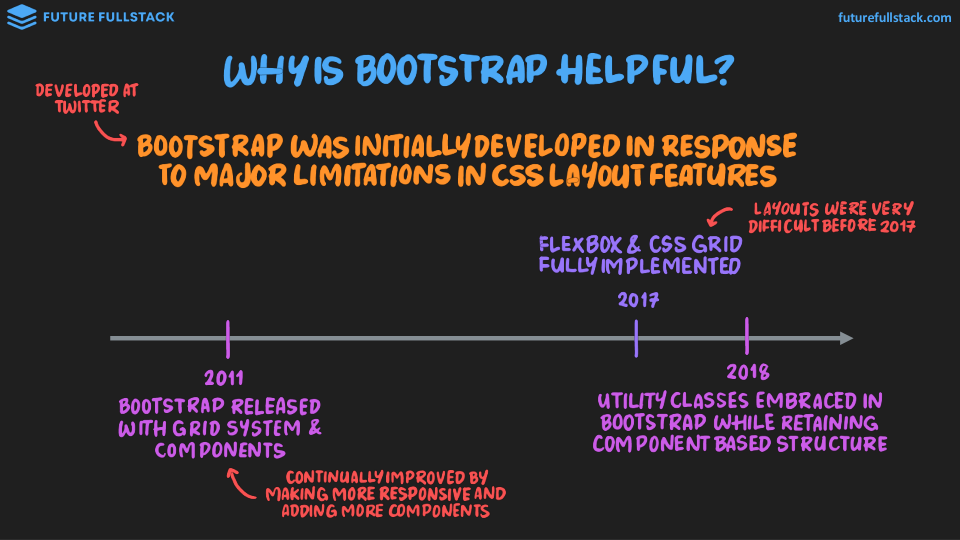 FUTURE FULLSTACK
futurefullstack.com
WHY IS BOOTSTRAP HELPFUL?
DEVELOPED AT
TWITTER
BOOTSTRAP WAS INITIALLY DEVELOPED IN RESPONSE
TO MAJOR LIMITATIONS IN CSS LAYOUT FEATURES
LAYOUTS WERE VERY
DIFFICULT BEFORE 2017
FLEXBOX & CSS GRID
FULLY IMPLEMENTED
2017
2011
BOOTSTRAP RELEASED
WITH GRID SYSTEM &
COMPONENTS
2018
UTILITY CLASSES EMBRACED IN
BOOTSTRAP WHILE RETAINING
COMPONENT BASED STRUCTURE
CONTINUALLY IMPROVED BY
MAKING MORE RESPONSIVE AND
ADDING MORE COMPONENTS